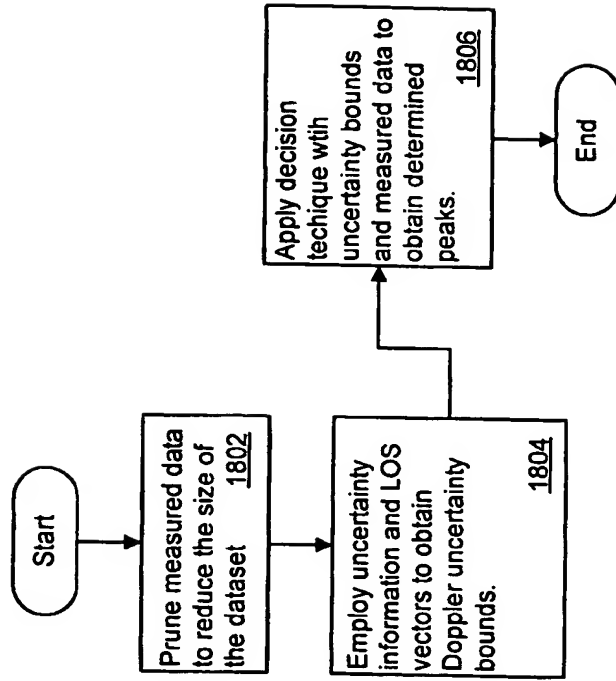 Start
Prune measured data
to reduce the size of
the dataset 1802
Employ uncertainty
information and LOS
vectors to obtain
Doppler uncertainty
bounds.
1804
Apply decision
techique wtih
uncertainty bounds
and measured data to
obtain determined
peaks.
1806
End